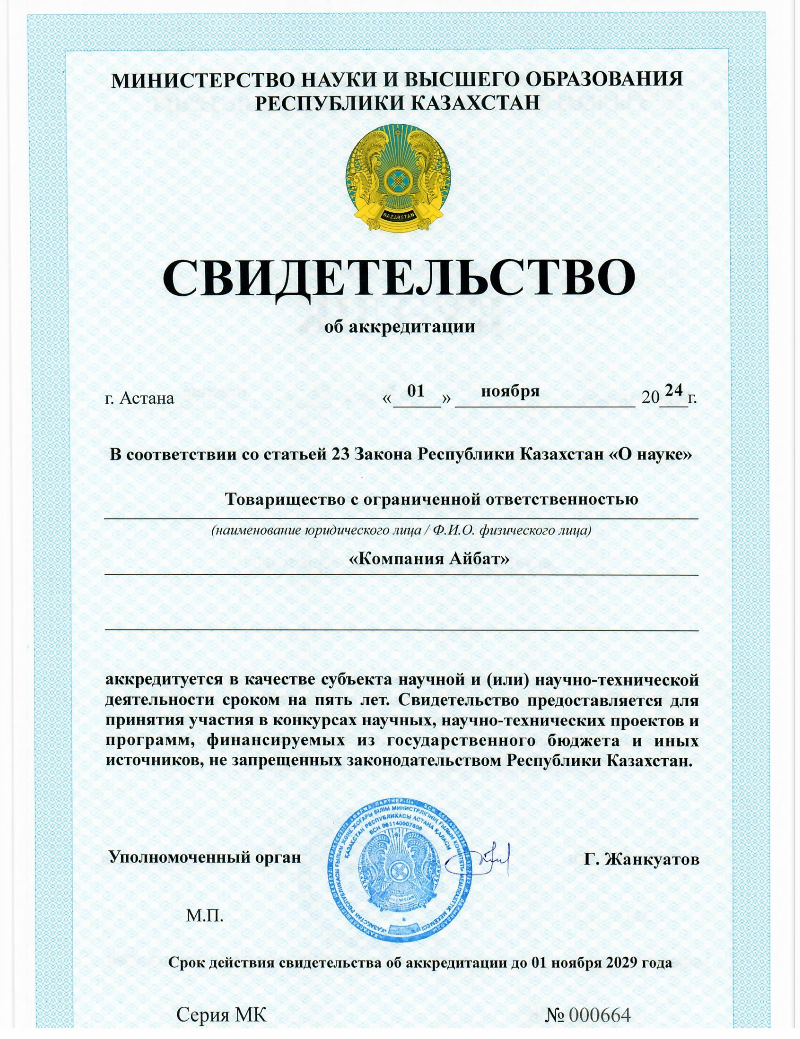 МИНИСТЕРСТВО НАУКИ И ВЫСШЕГО ОБРАЗОВАНИЯ
РЕСПУБЛИКИ КАЗАХСТАН
СВИДЕТЕЛЬСТВО
об аккредитации
г. Астана « 01 » ноября 20 24 г.
В соответствии со статьей 23 Закона Республики Казахстан «О науке»
Товарищество с ограниченной ответственностью
(наименование юридического лица / Ф.И.О. физического лица)
«Компания Айбат»
аккредитуется в качестве субъекта научной и (или) научно-технической
деятельности сроком на пять лет. Свидетельство предоставляется для
принятия участия в конкурсах научных, научно-технических проектов и
программ, финансируемых из государственного бюджета и иных
источников, не запрещенных законодательством Республики Казахстан.
Уполномоченный орган Г. Жанкуатов
М.П.
Срок действия свидетельства об аккредитации до 01 ноября 2029 года
Серия МК № 000664